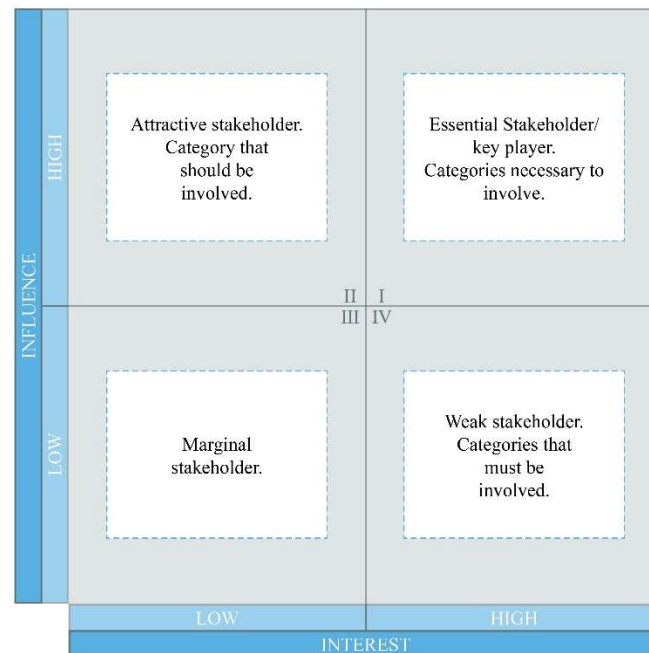 HIGH
Attractive stakeholder.
Category that
should be
involved.
Essential Stakeholder/
key player.
Categories necessary to
involve.
INFLUENCE
II
I
III
IV
LOW
Marginal
stakeholder.
Weak stakeholder.
Categories that
must be
involved.
LOW
HIGH
INTEREST